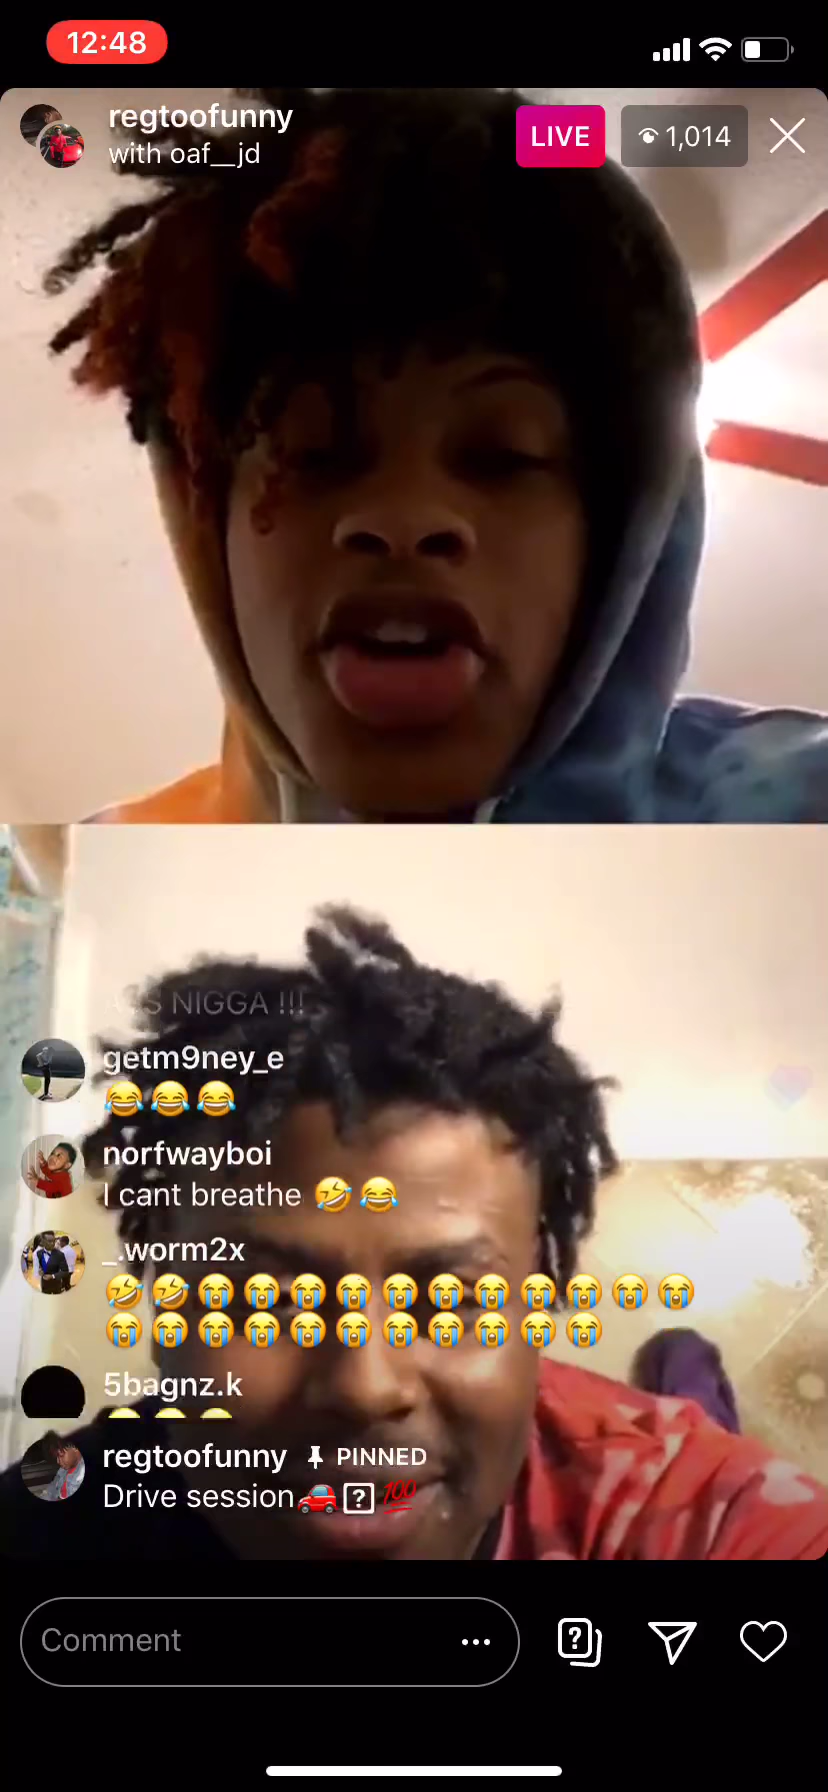 12:48
regtoofunny
with oaf__jd
LIVE
1,014
NIGGA !!!
getm9ney_e
😂😂😂
norfwayboi
I cant breathe 🤣😂
_.worm2x
🤣🤣😭😭😭😭😭😭😭😭😭😭😭
😭😭😭😭😭😭😭😭😭😭😭
5bagnz.k
regtoofunny PINNED
Drive session🚗⍰💯
Comment